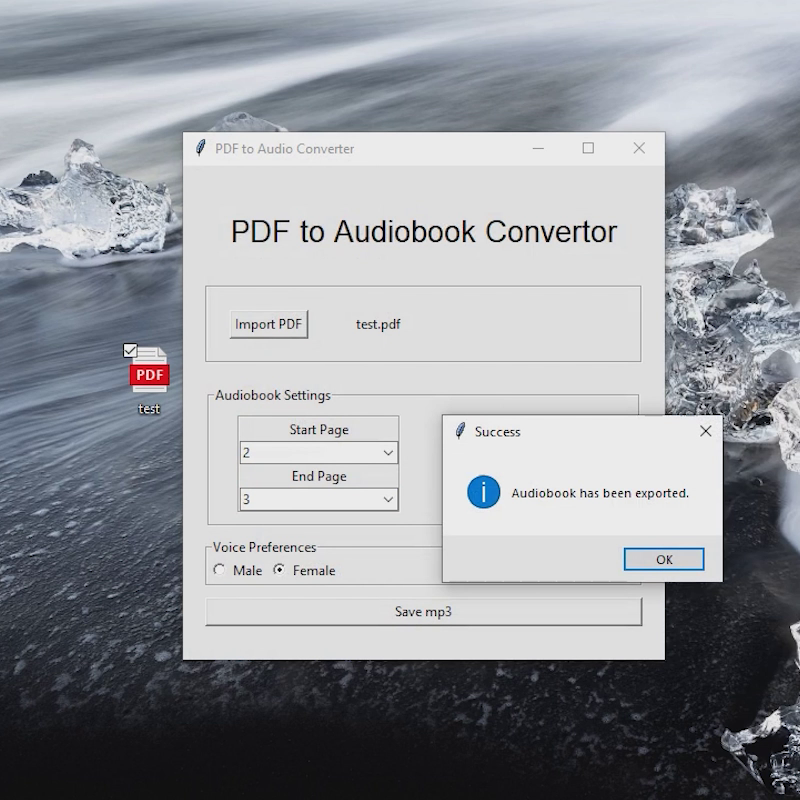 PDF to Audio Converter
PDF to Audiobook Convertor
Import PDF test.pdf
PDF
test
Audiobook Settings
Start Page
2
End Page
3
Success
Audiobook has been exported.
OK
Voice Preferences
Male Female
Save mp3